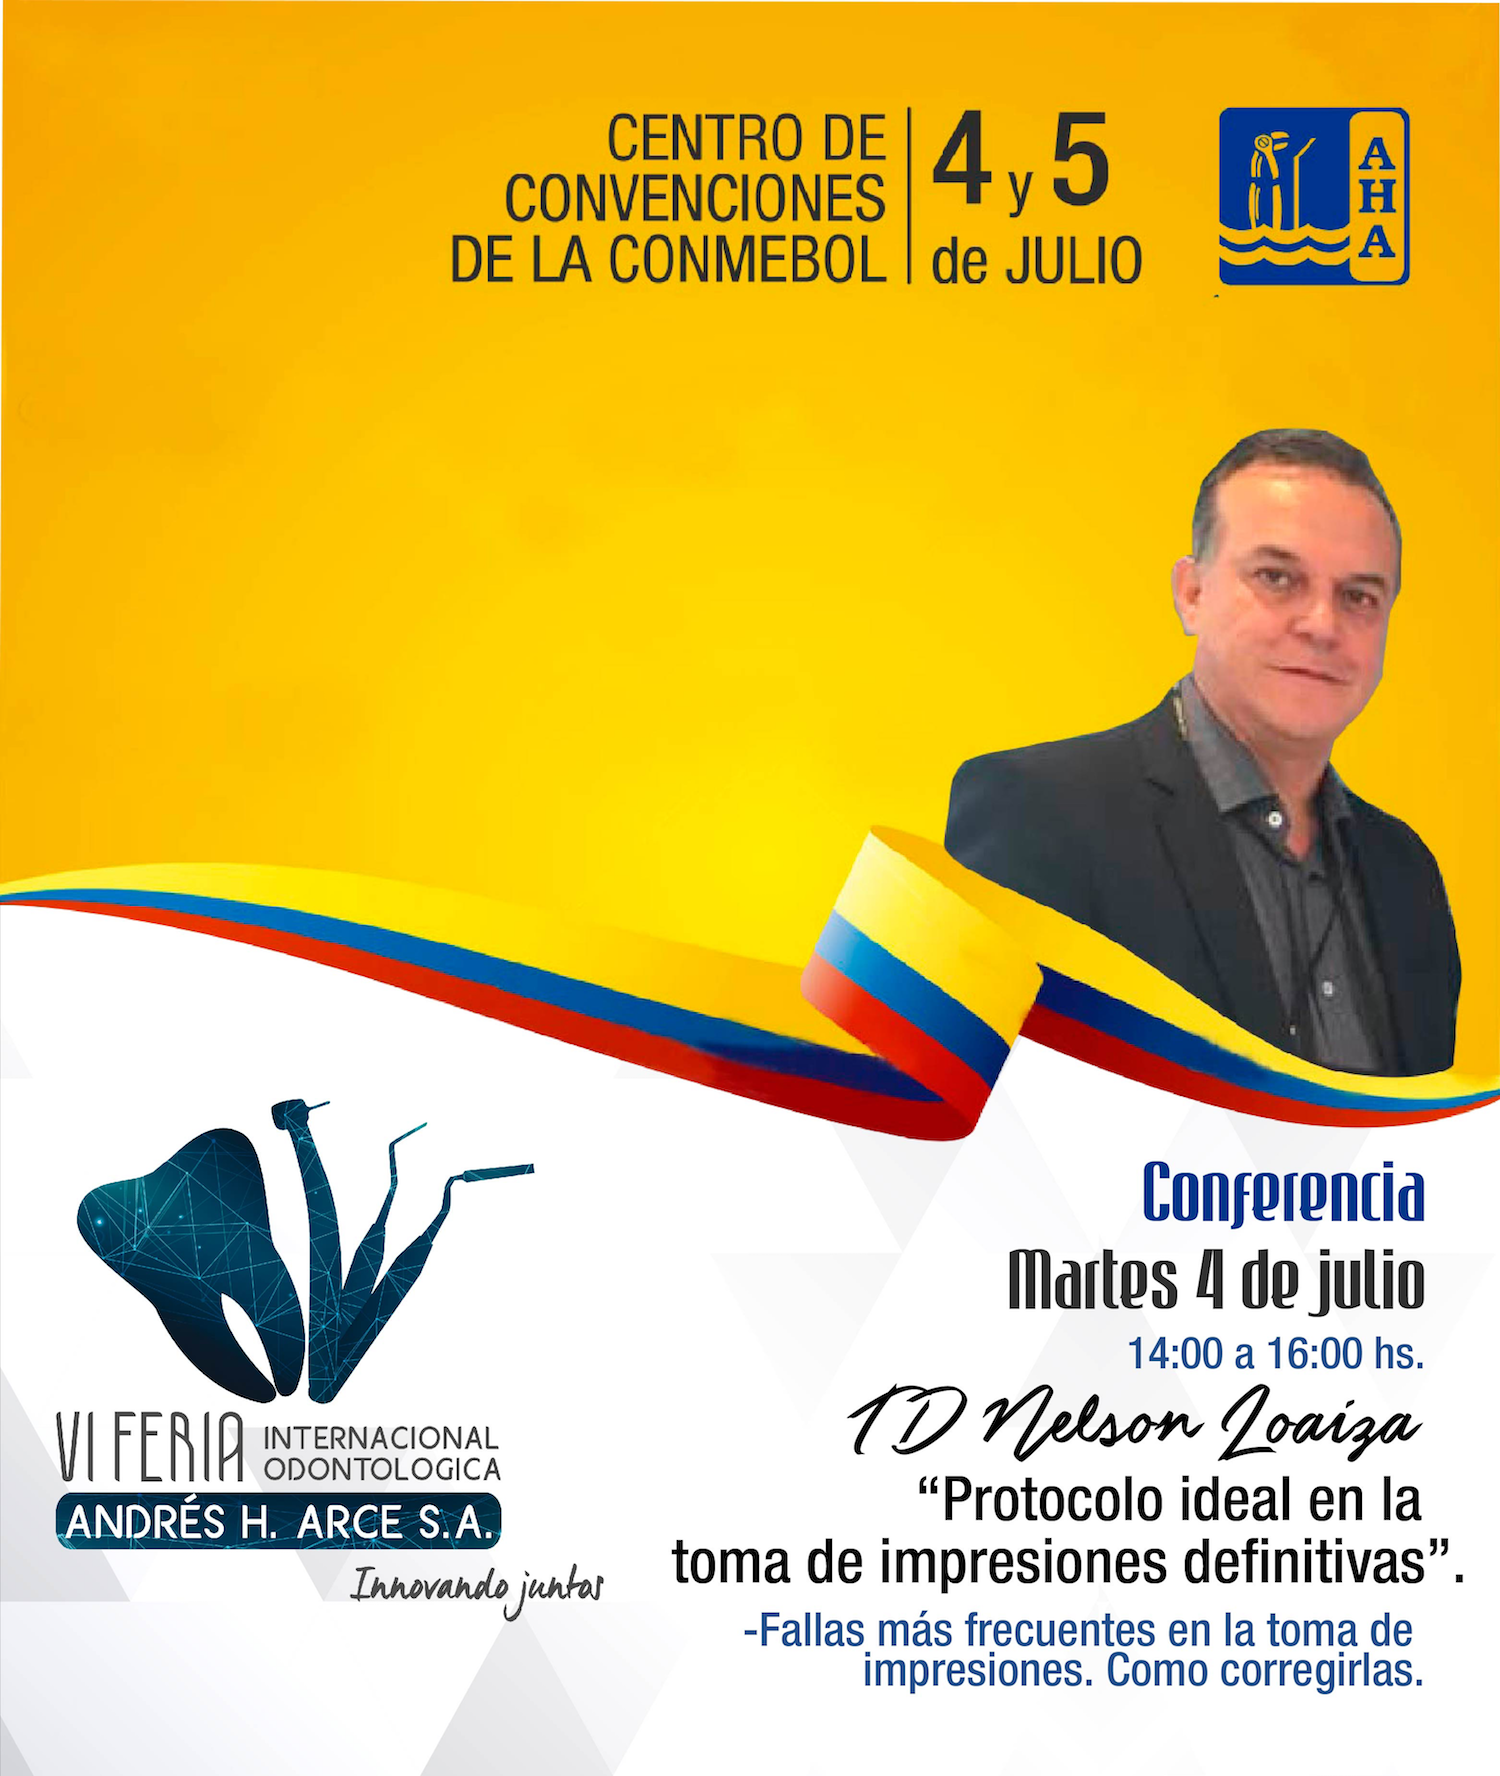 CENTRO DE
CONVENCIONES
DE LA CONMEBOL
4 y 5
de JULIO
AHA
Conferencia
Martes 4 de julio
14:00 a 16:00 hs.
TD Nelson Loaíza
“Protocolo ideal en la
toma de impresiones definitivas”.
-Fallas más frecuentes en la toma de
impresiones. Como corregirlas.
VI FERIA INTERNACIONAL
ODONTOLOGICA
ANDRÉS H. ARCE S.A.
Innovando juntos